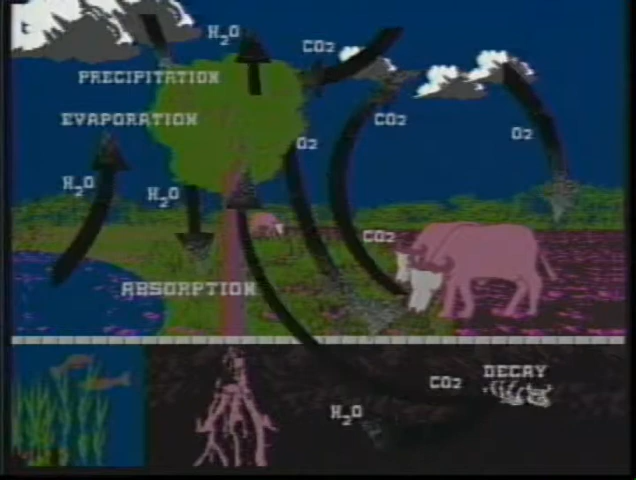 H2O
CO2
PRECIPITATION
EVAPORATION
CO2
O2
O2
H2O
H2O
CO2
ABSORPTION
DECAY
CO2
H2O